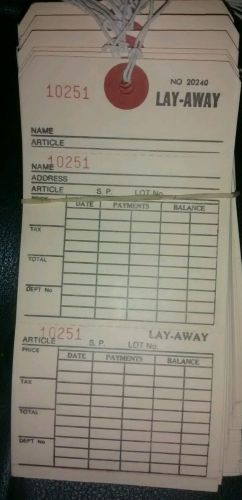 10251
NO 20240
LAY-AWAY
NAME
ARTICLE
10251
NAME
ADDRESS
ARTICLE S. P. LOT No.
PRICE DATE PAYMENTS BALANCE
TAX
TOTAL
DEPT No
10251 LAY-AWAY
ARTICLE S. P. LOT No.
PRICE DATE PAYMENTS BALANCE
TAX
TOTAL
DEPT No